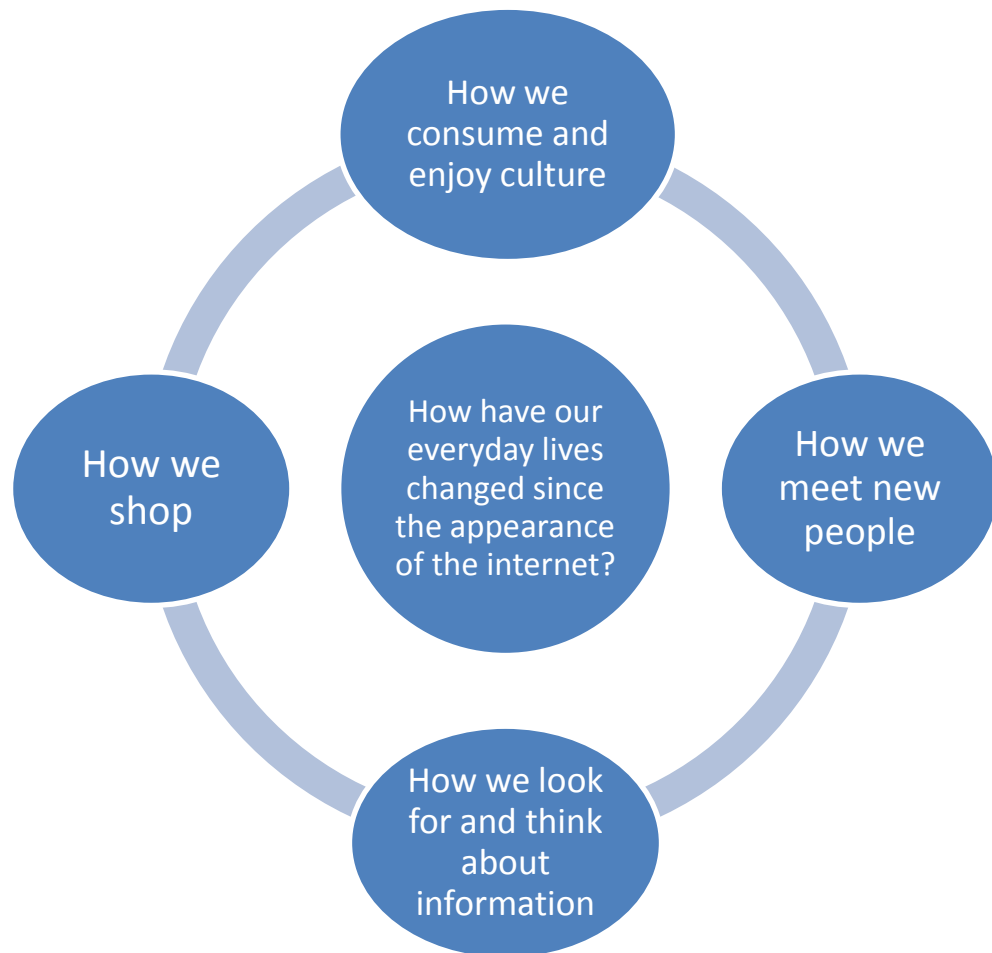 How we
consume and
enjoy culture
How have our
everyday lives
changed since
the appearance
of the internet?
How we
shop
How we
meet new
people
How we look
for and think
about
information